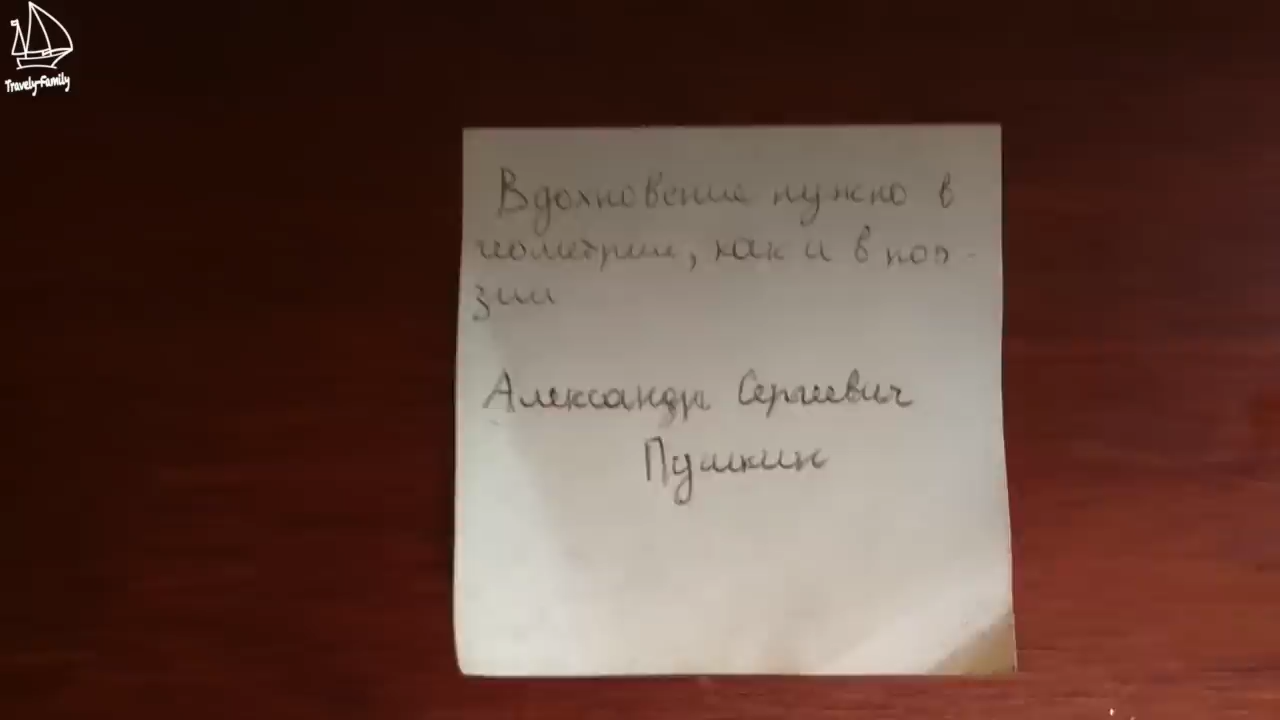 Travely-Family
Вдохновение нужно в
геометрии, как и в поэ-
зии
Александр Сергеевич
Пушкин